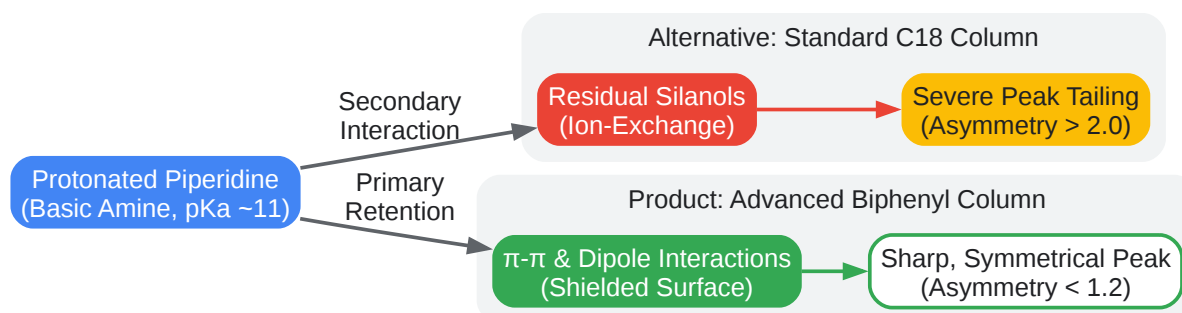 Alternative: Standard C18 Column
Secondary
Interaction
Residual Silanols
(Ion-Exchange)
Severe Peak Tailing
(Asymmetry > 2.0)
Protonated Piperidine
(Basic Amine, pKa ~11)
Primary
Retention
Product: Advanced Biphenyl Column
π-π & Dipole Interactions
(Shielded Surface)
Sharp, Symmetrical Peak
(Asymmetry < 1.2)